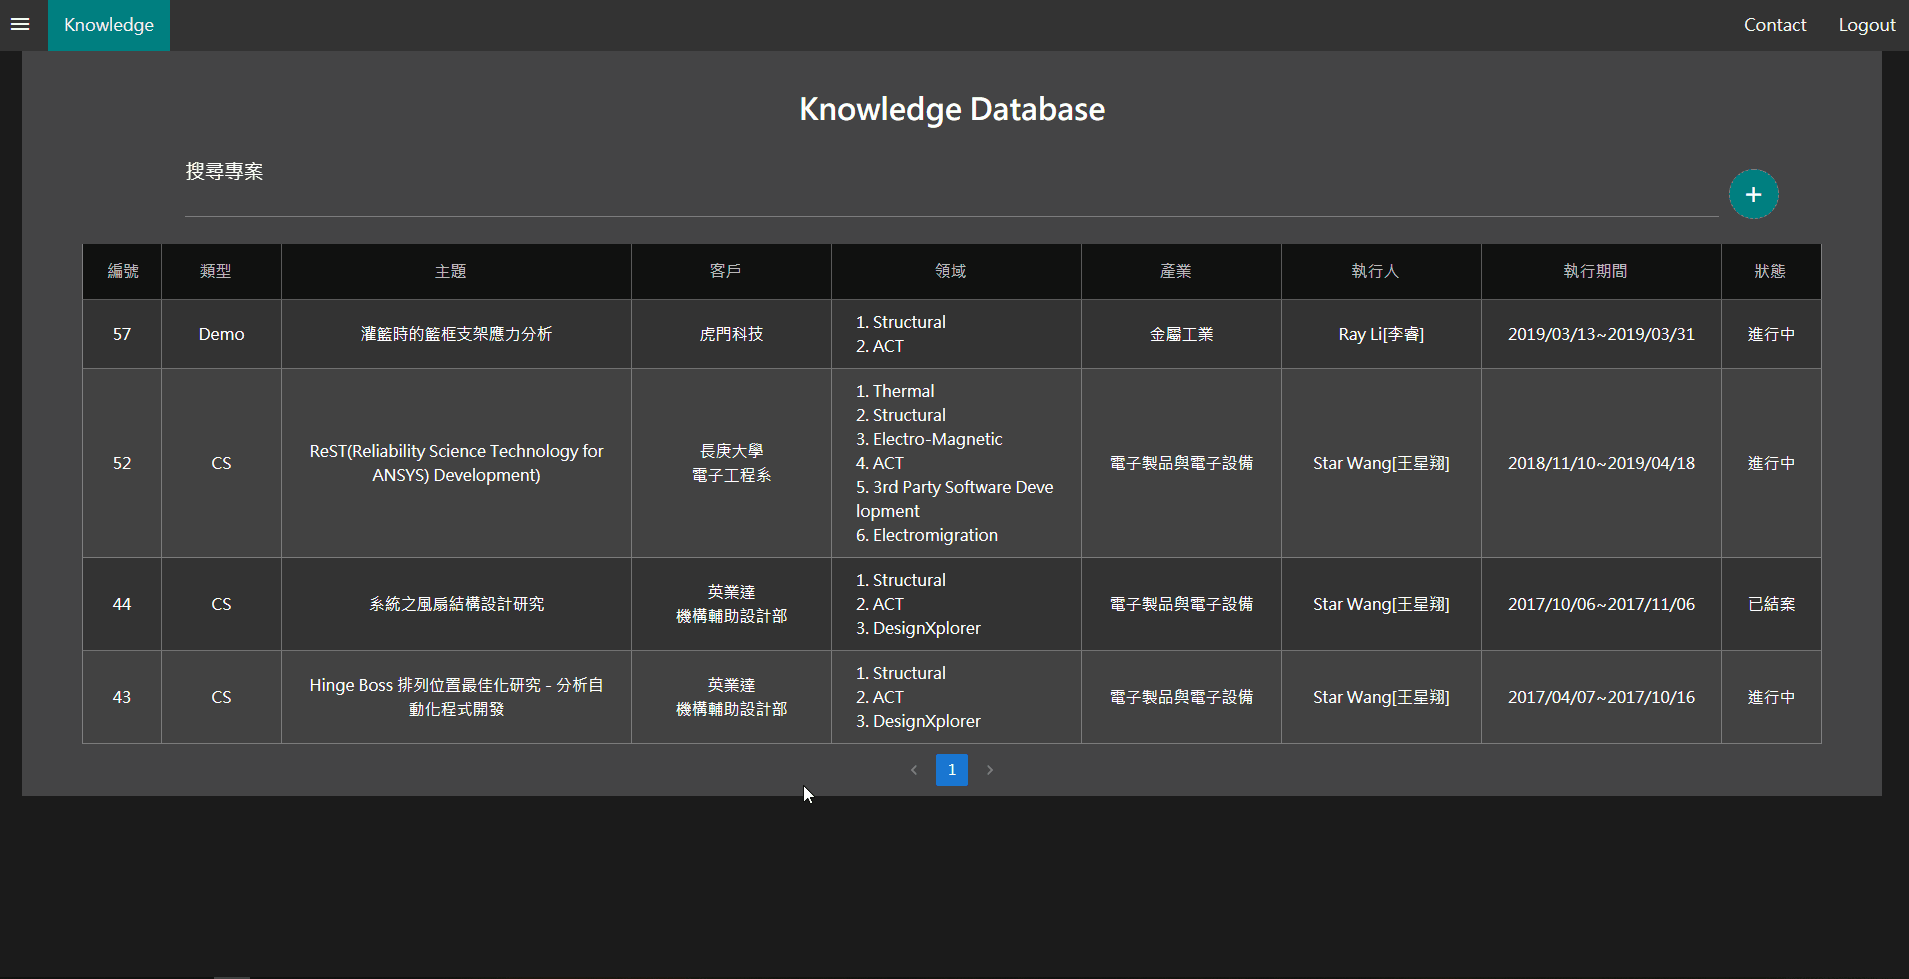 Knowledge
Contact
Logout
Knowledge Database
搜尋專案
+
編號 類型 主題 客戶 領域 產業 執行人 執行期間 狀態
57
Demo
灌籃時的籃框支架應力分析
虎門科技
1. Structural
2. ACT
金屬工業
Ray Li[李睿]
2019/03/13~2019/03/31
進行中
52
CS
ReST(Reliability Science Technology for
ANSYS) Development)
長庚大學
電子工程系
1. Thermal
2. Structural
3. Electro-Magnetic
4. ACT
5. 3rd Party Software Deve
lopment
6. Electromigration
電子製品與電子設備
Star Wang[王星翔]
2018/11/10~2019/04/18
進行中
44
CS
系統之風扇結構設計研究
英業達
機構輔助設計部
1. Structural
2. ACT
3. DesignXplorer
電子製品與電子設備
Star Wang[王星翔]
2017/10/06~2017/11/06
已結案
43
CS
Hinge Boss 排列位置最佳化研究 - 分析自
動化程式開發
英業達
機構輔助設計部
1. Structural
2. ACT
3. DesignXplorer
電子製品與電子設備
Star Wang[王星翔]
2017/04/07~2017/10/16
進行中
1